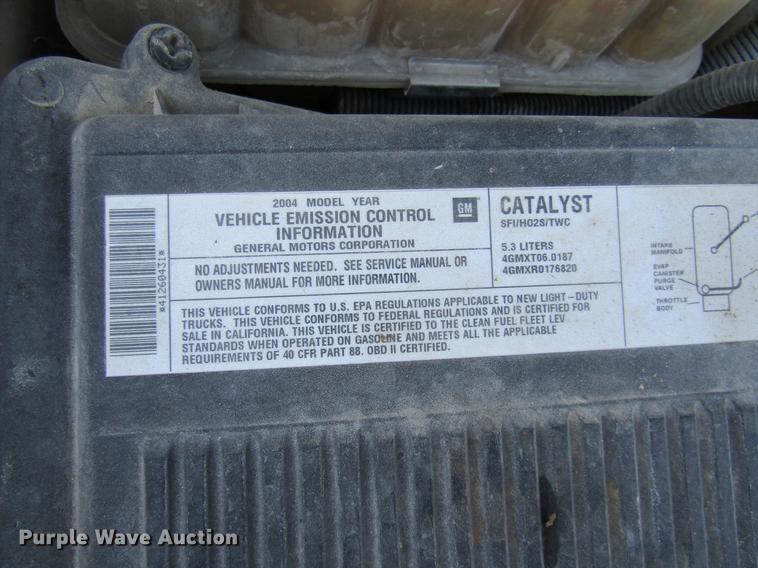 2004 MODEL YEAR
VEHICLE EMISSION CONTROL
INFORMATION
GENERAL MOTORS CORPORATION
GM
NO ADJUSTMENTS NEEDED. SEE SERVICE MANUAL OR
OWNERS MANUAL FOR MORE INFORMATION.
THIS VEHICLE CONFORMS TO U.S. EPA REGULATIONS APPLICABLE TO NEW LIGHT-DUTY
TRUCKS. THIS VEHICLE CONFORMS TO FEDERAL REGULATIONS AND IS CERTIFIED FOR
SALE IN CALIFORNIA. THIS VEHICLE IS CERTIFIED TO THE CLEAN FUEL FLEET LEV
STANDARDS WHEN OPERATED ON GASOLINE AND MEETS ALL THE APPLICABLE
REQUIREMENTS OF 40 CFR PART 88. OBD II CERTIFIED.
*41260431*
CATALYST
SFI/HO2S/TWC
5.3 LITERS
4GMXT06.0187
4GMXR0176820
INTAKE
MANIFOLD
EVAP
CANISTER
PURGE
VALVE
THROTTLE
BODY
Purple Wave Auction